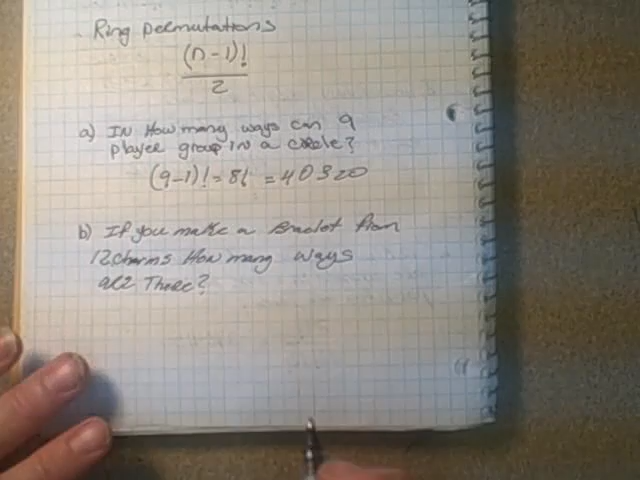 Ring permutations
(n-1)!
2
a) In How many ways can 9
player group in a circle?
(9-1)! = 8! = 40320
b) If you make a Braclot from
12 charms How many ways
are There?